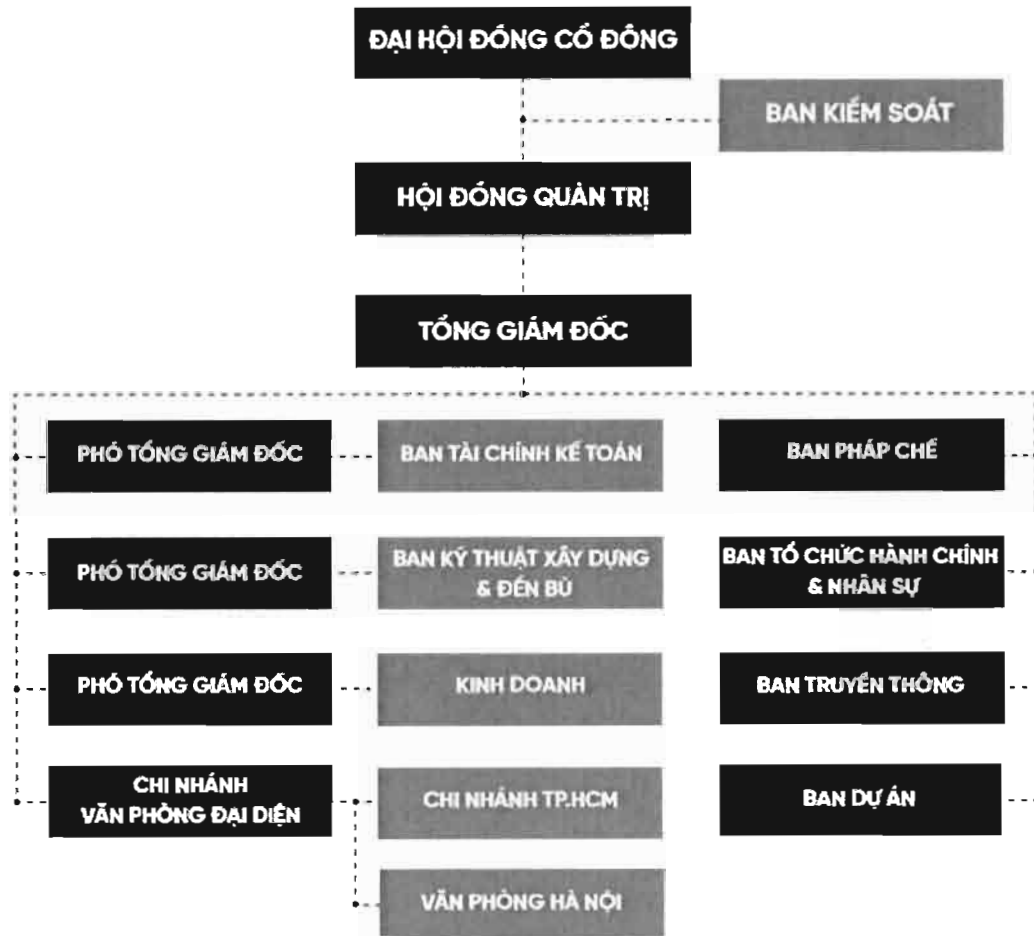 ĐẠI HỘI ĐỒNG CỔ ĐÔNG
BAN KIỂM SOÁT
HỘI ĐỒNG QUẢN TRỊ
TỔNG GIÁM ĐỐC
PHÓ TỔNG GIÁM ĐỐC
BAN TÀI CHÍNH KẾ TOÁN
BAN PHÁP CHẾ
PHÓ TỔNG GIÁM ĐỐC
BAN KỸ THUẬT XÂY DỰNG
& ĐỀN BÙ
BAN TỔ CHỨC HÀNH CHÍNH
& NHÂN SỰ
PHÓ TỔNG GIÁM ĐỐC
KINH DOANH
BAN TRUYỀN THÔNG
CHI NHÁNH
VĂN PHÒNG ĐẠI DIỆN
CHI NHÁNH TP.HCM
BAN DỰ ÁN
VĂN PHÒNG HÀ NỘI